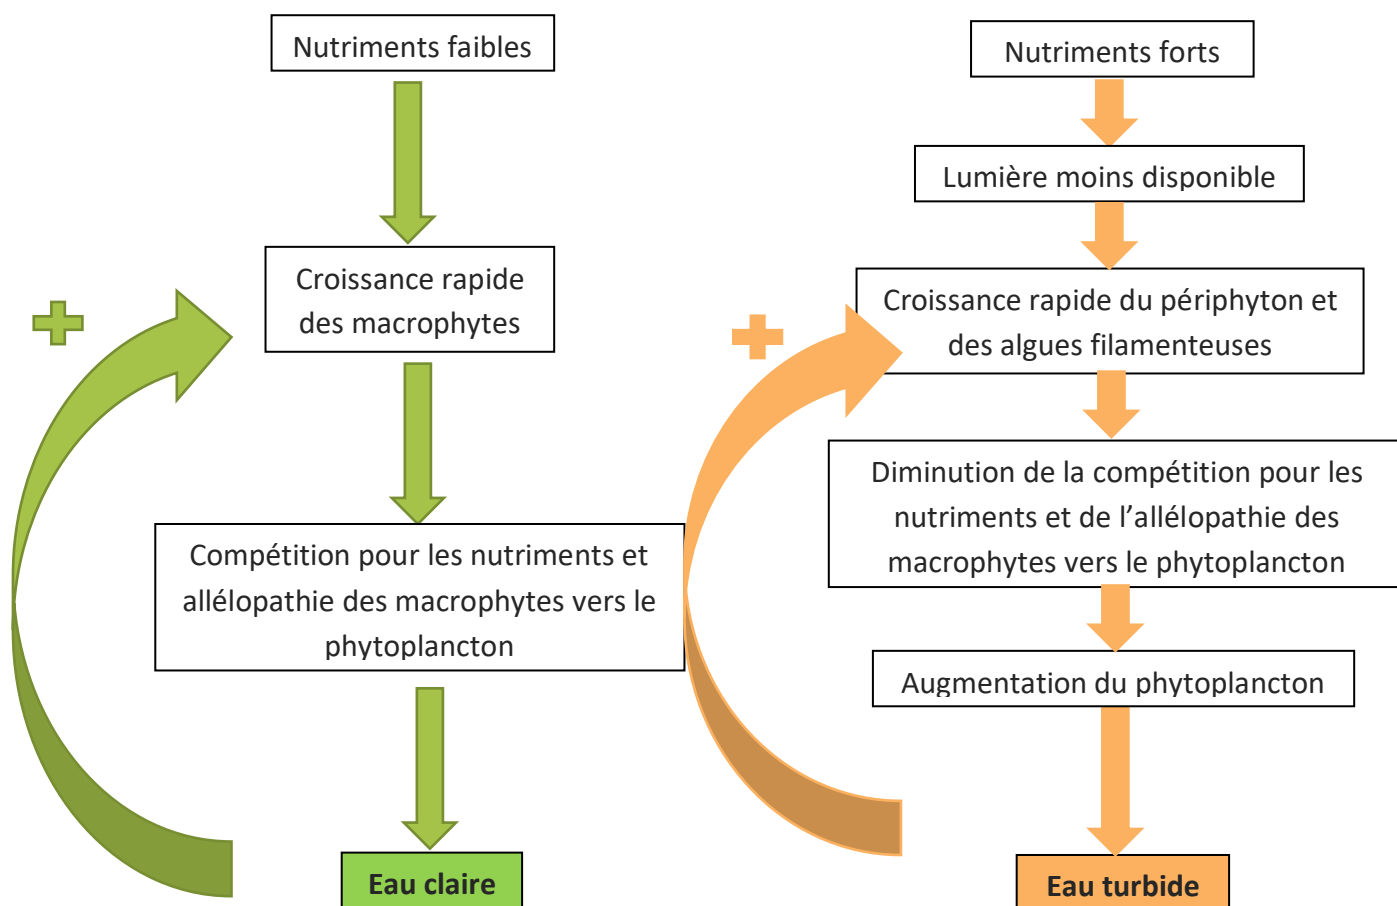 Nutriments faibles
Croissance rapide
des macrophytes
Compétition pour les nutriments et
allélopathie des macrophytes vers le
phytoplancton
Eau claire
Nutriments forts
Lumière moins disponible
Croissance rapide du périphyton et
des algues filamenteuses
Diminution de la compétition pour les
nutriments et de l’allélopathie des
macrophytes vers le phytoplancton
Augmentation du phytoplancton
Eau turbide